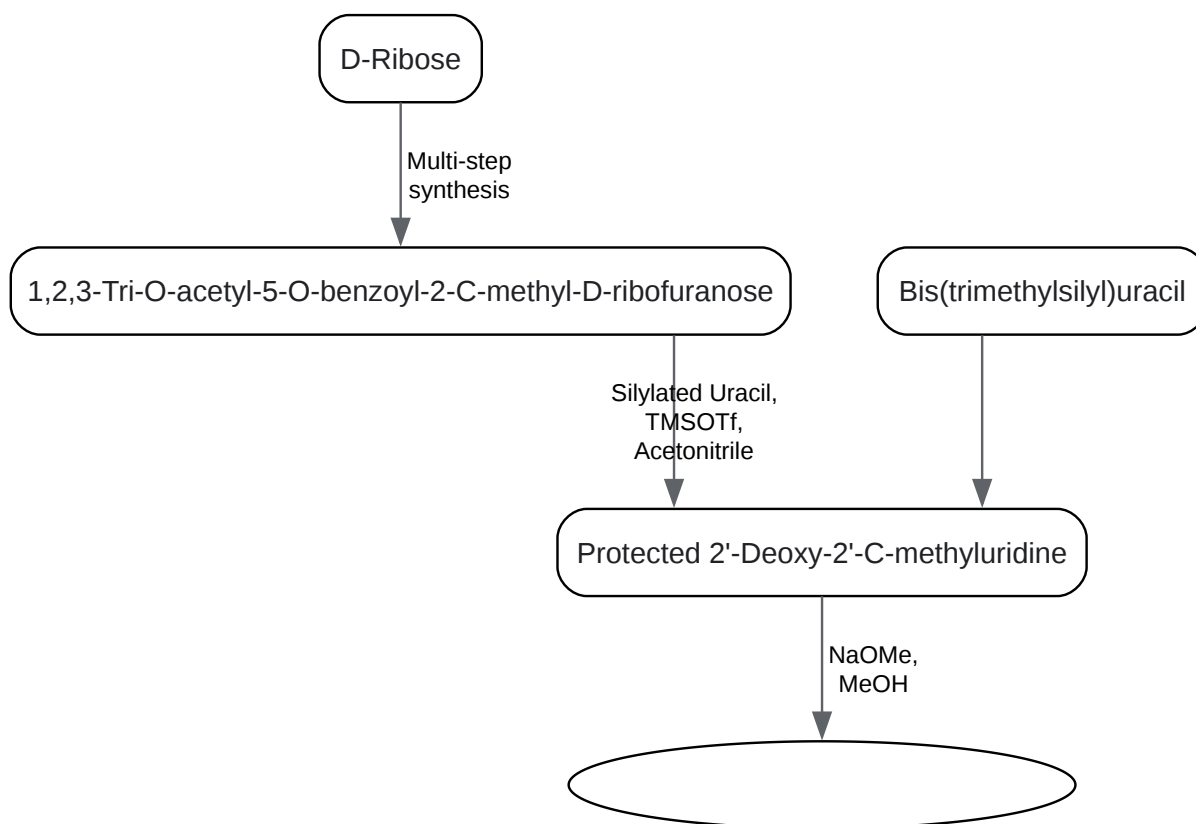 D-Ribose
Multi-step
synthesis
1,2,3-Tri-O-acetyl-5-O-benzoyl-2-C-methyl-D-ribofuranose
Bis(trimethylsilyl)uracil
Silylated Uracil,
TMSOTf,
Acetonitrile
Protected 2'-Deoxy-2'-C-methyluridine
NaOMe,
MeOH